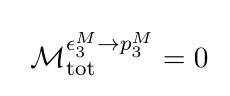 $\mathcal{M}_{\text{tot}}^{\epsilon_3^M \to p_3^M} = 0$